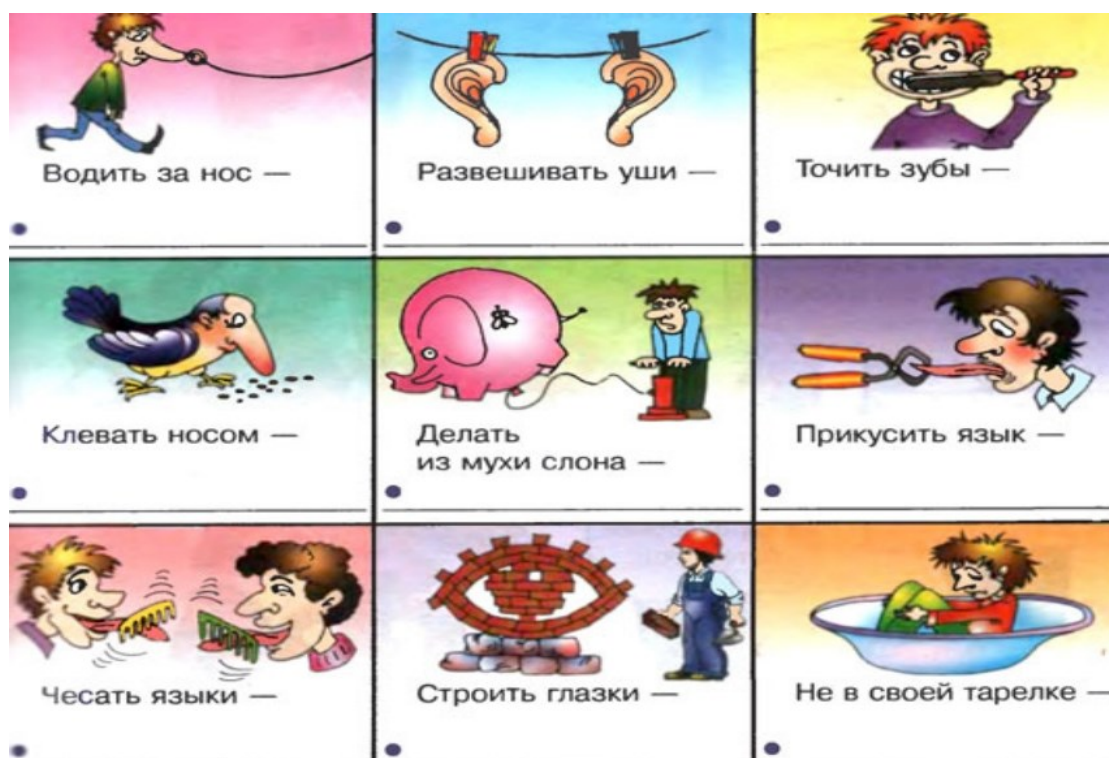 Водить за нос —
Развешивать уши —
Точить зубы —
Клевать носом —
Делать
из мухи слона —
Прикусить язык —
Чесать языки —
Строить глазки —
Не в своей тарелке —